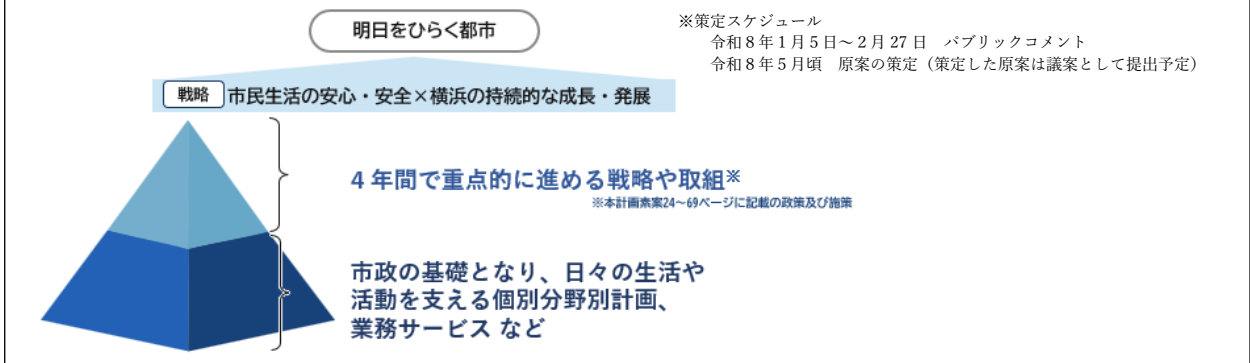 明日をひらく都市
※策定スケジュール
令和８年１月５日～２月 27 日　パブリックコメント
令和８年５月頃　原案の策定（策定した原案は議案として提出予定）
戦略 市民生活の安心・安全×横浜の持続的な成長・発展
4 年間で重点的に進める戦略や取組※
※本計画素案24～69ページに記載の政策及び施策
市政の基礎となり、日々の生活や
活動を支える個別分野別計画、
業務サービス など